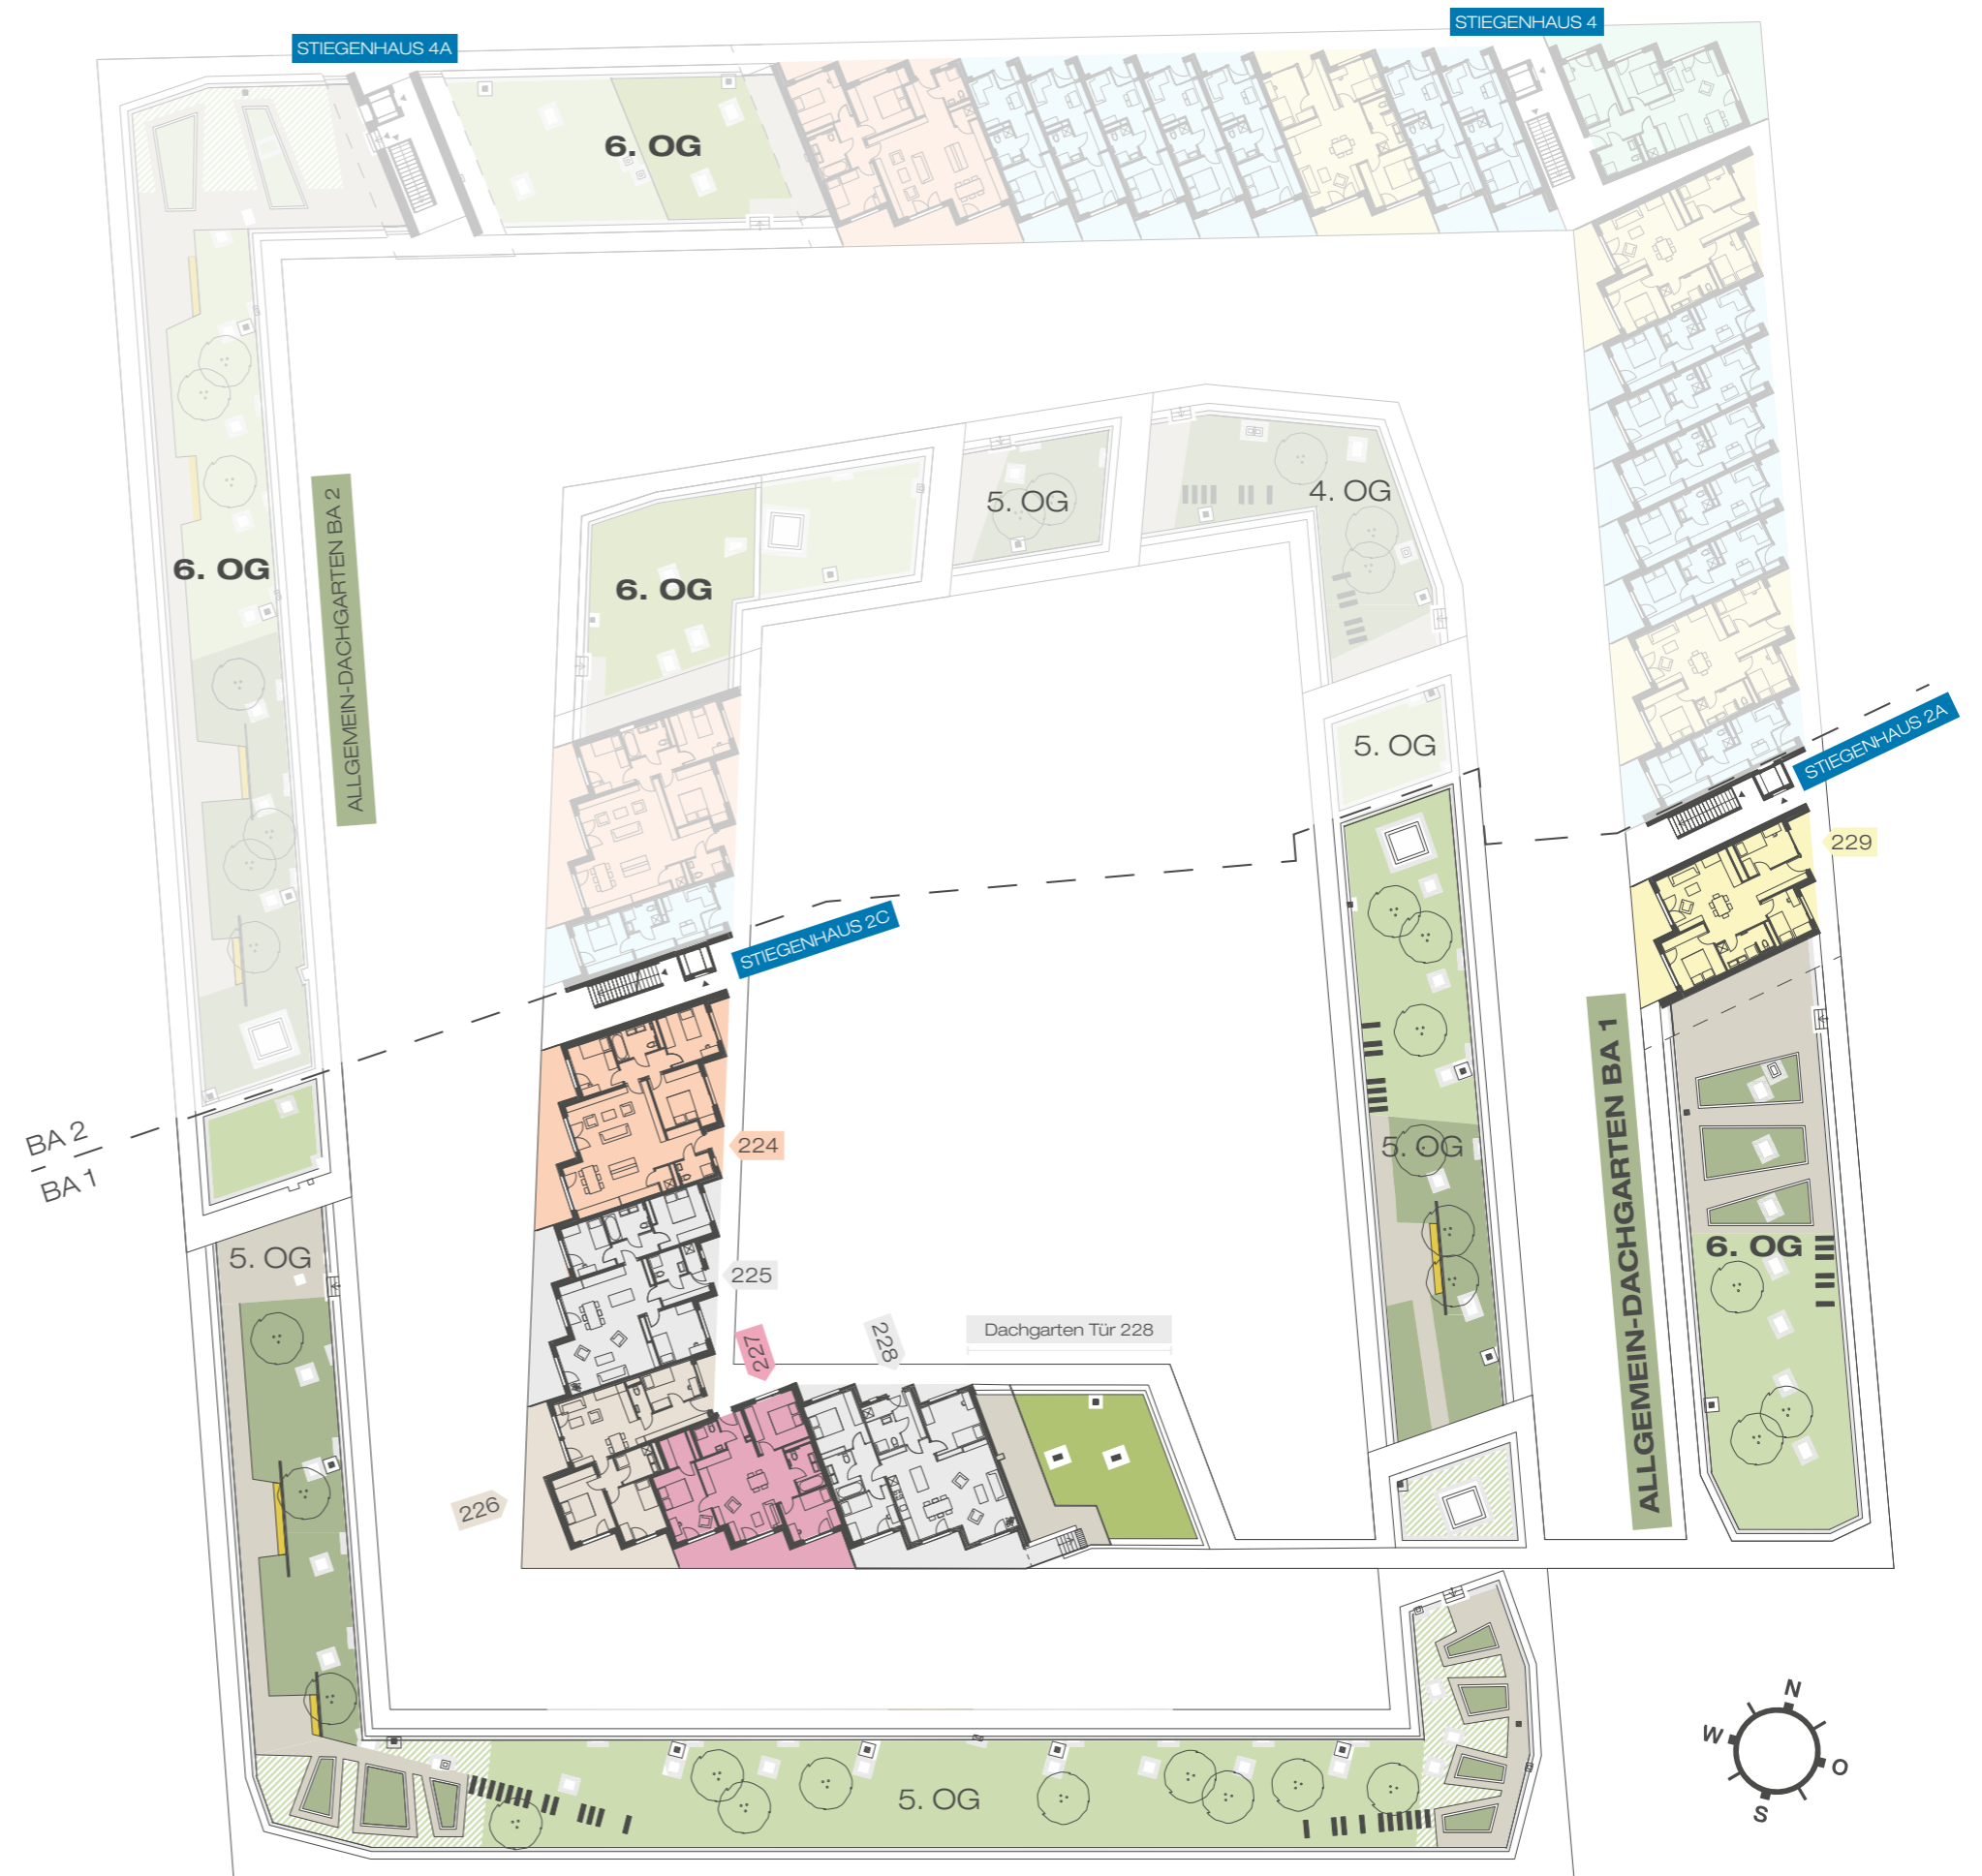 STIEGENHAUS 4
STIEGENHAUS 4A
6. OG
5. OG
4. OG
6. OG
6. OG
ALLGEMEIN-DACHGARTEN BA 2
5. OG
STIEGENHAUS 2A
229
STIEGENHAUS 2C
BA 2
BA 1
224
5. OG
ALLGEMEIN-DACHGARTEN BA 1
5. OG
6. OG
225
227
228
Dachgarten Tür 228
226
5. OG
N
W
O
S